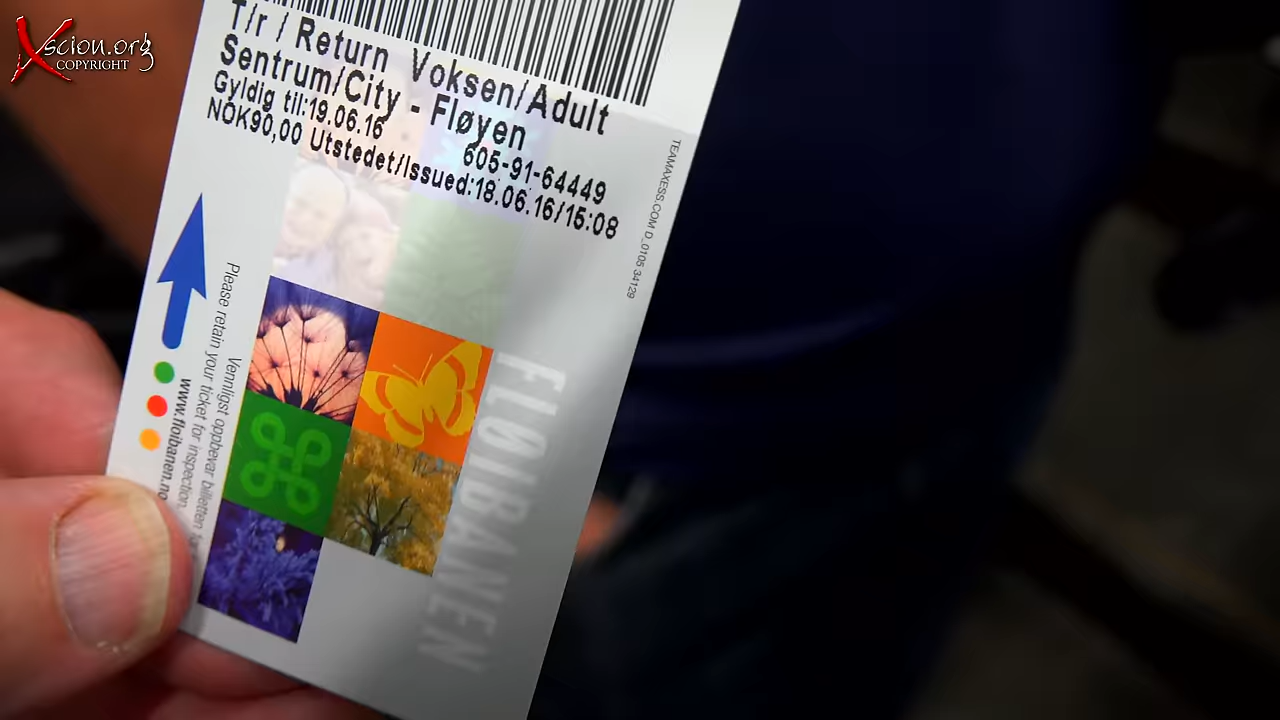 Xscion.org
COPYRIGHT
T/r / Return Voksen/Adult
Sentrum/City - Fløyen
Gyldig til:19.06.16
605-91-64449
NOK90,00 Utstedet/Issued:18.06.16/15:08
TEAMAXESS.COM D_0105 34129
Vennligst oppbevar billetten
Please retain your ticket for inspection.
www.floibanen.no
FLØIBANEN